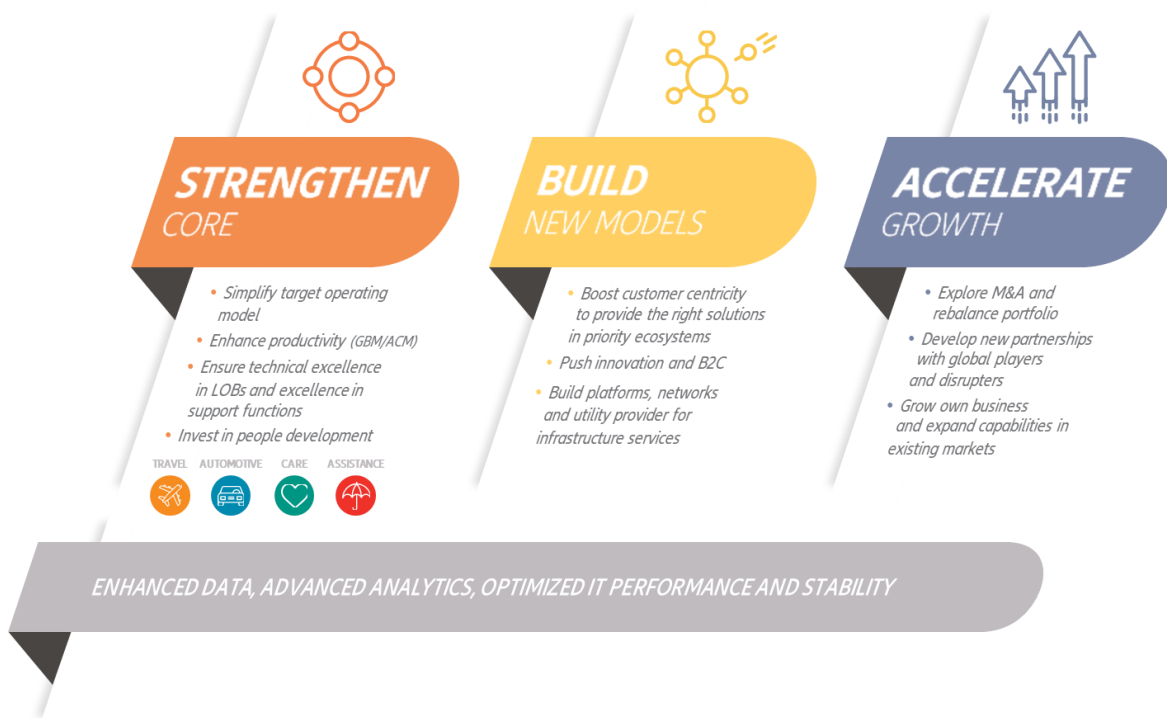 STRENGTHEN
CORE
• Simplify target operating
model
• Enhance productivity (GBM/ACM)
• Ensure technical excellence
in LOBs and excellence in
support functions
• Invest in people development
TRAVEL AUTOMOTIVE CARE ASSISTANCE
BUILD
NEW MODELS
• Boost customer centricity
to provide the right solutions
in priority ecosystems
• Push innovation and B2C
• Build platforms, networks
and utility provider for
infrastructure services
ACCELERATE
GROWTH
• Explore M&A and
rebalance portfolio
• Develop new partnerships
with global players
and disrupters
• Grow own business
and expand capabilities in
existing markets
ENHANCED DATA, ADVANCED ANALYTICS, OPTIMIZED IT PERFORMANCE AND STABILITY